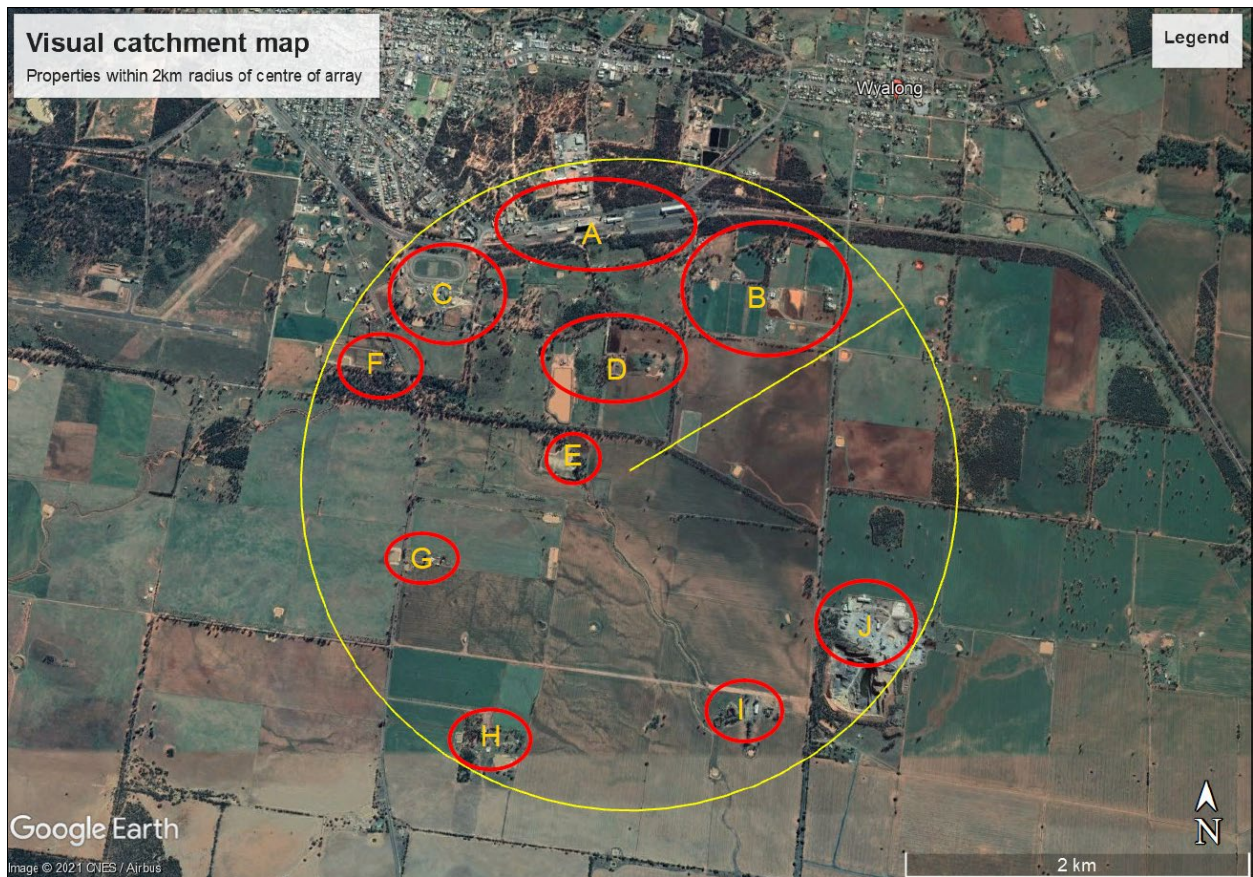 Visual catchment map
Properties within 2km radius of centre of array
Legend
Wyalong
A
B
C
D
F
E
G
J
I
H
N
Google Earth
Image © 2021 CNES / Airbus
2 km